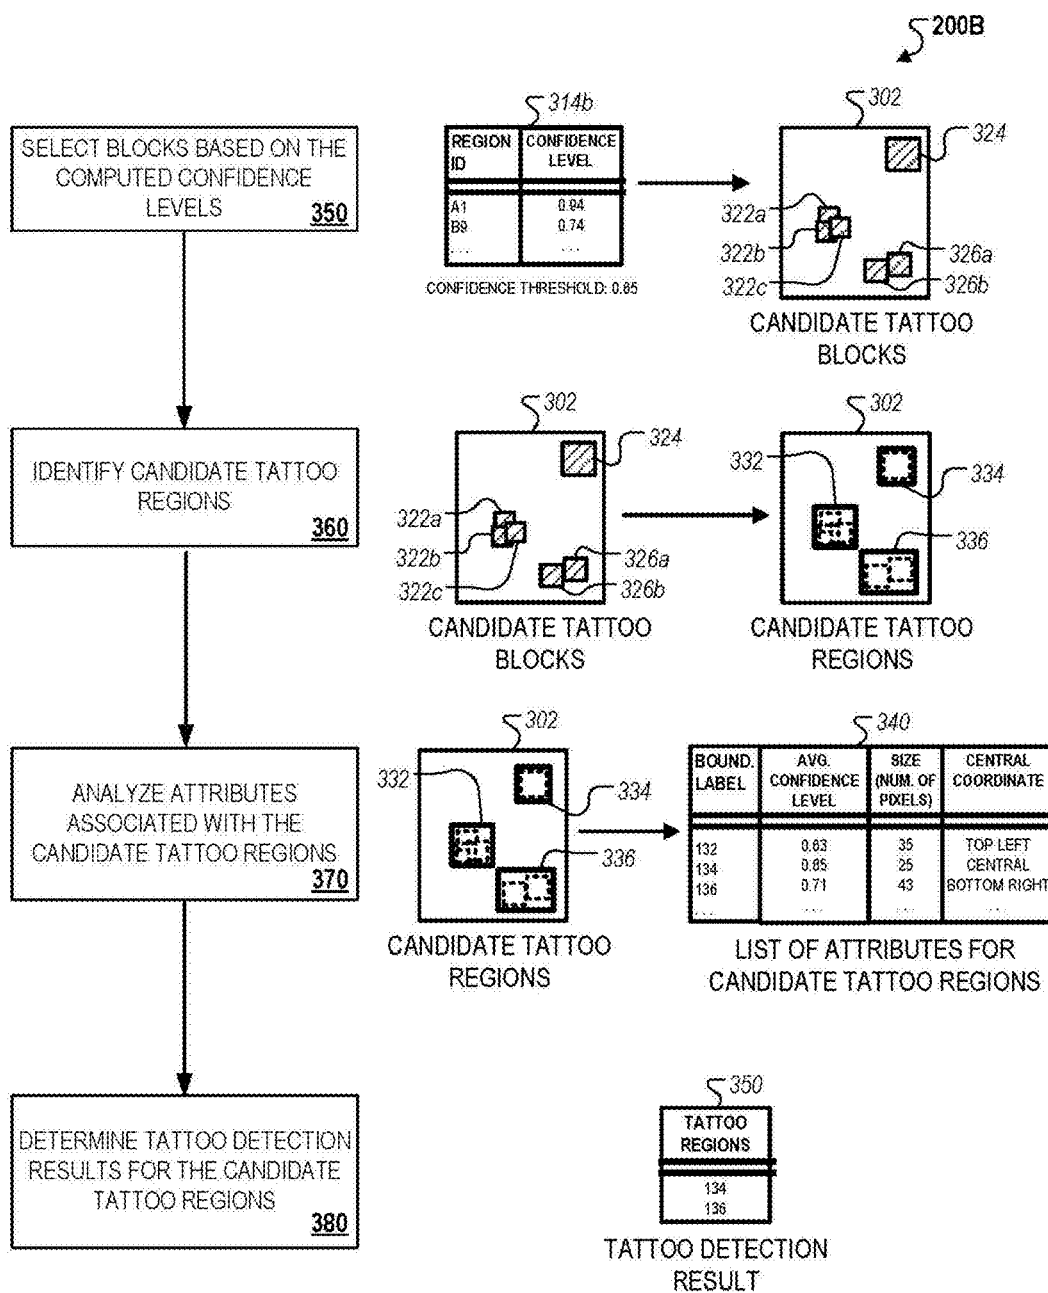 200B
SELECT BLOCKS BASED ON THE
COMPUTED CONFIDENCE
LEVELS
350
314b
REGION
ID
CONFIDENCE
LEVEL
A1
0.94
B9
0.74
. . .
. . .
CONFIDENCE THRESHOLD: 0.65
302
324
322a
322b
322c
326a
326b
CANDIDATE TATTOO
BLOCKS
IDENTIFY CANDIDATE TATTOO
REGIONS
360
302
324
322a
322b
322c
326a
326b
CANDIDATE TATTOO
BLOCKS
302
332
334
336
CANDIDATE TATTOO
REGIONS
ANALYZE ATTRIBUTES
ASSOCIATED WITH THE
CANDIDATE TATTOO REGIONS
370
302
332
334
336
CANDIDATE TATTOO
REGIONS
340
BOUND.
LABEL
AVG.
CONFIDENCE
LEVEL
SIZE
(NUM. OF
PIXELS)
CENTRAL
COORDINATE
132
0.63
35
TOP LEFT
134
0.85
25
CENTRAL
136
0.71
43
BOTTOM RIGHT
. . .
. . .
. . .
. . .
LIST OF ATTRIBUTES FOR
CANDIDATE TATTOO REGIONS
DETERMINE TATTOO DETECTION
RESULTS FOR THE CANDIDATE
TATTOO REGIONS
380
350
TATTOO
REGIONS
134
136
TATTOO DETECTION
RESULT